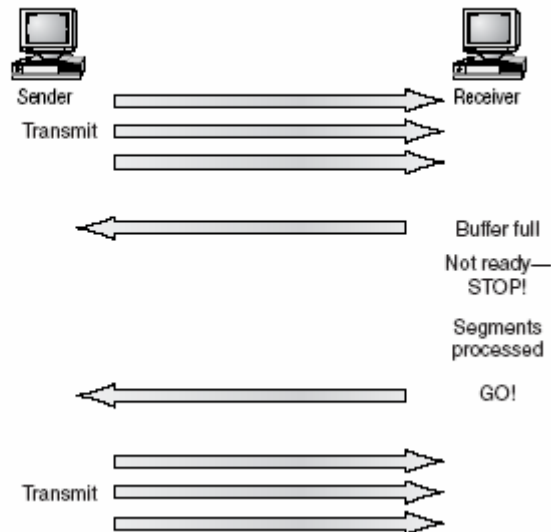 Sender
Receiver
Transmit
Buffer full
Not ready—
STOP!
Segments
processed
GO!
Transmit